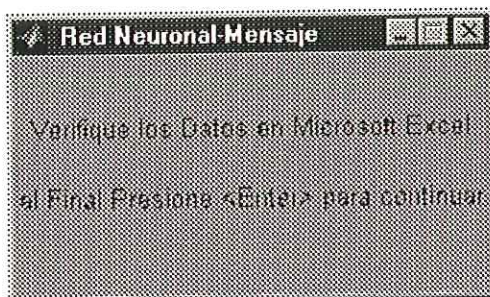 Red Neuronal-Mensaje
Verifique los Datos en Microsoft Excel
al Final Presione <Enter> para continuar